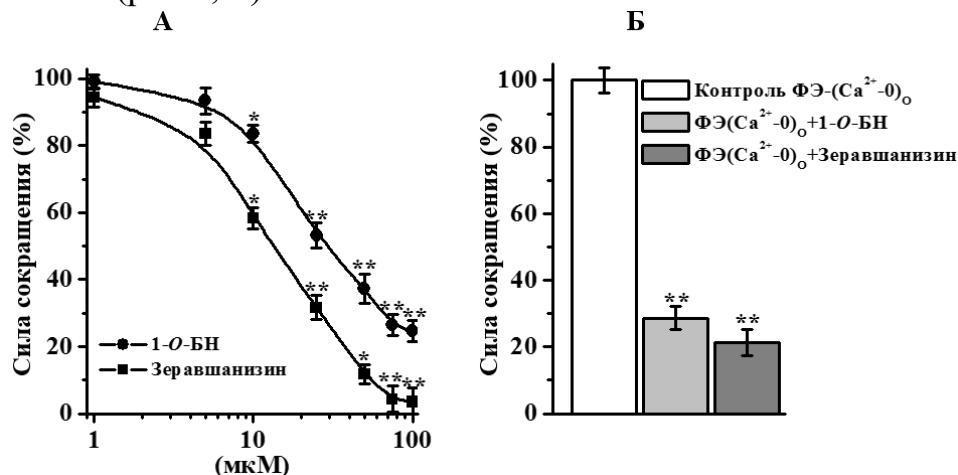 А
Б
Сила сокращения (%)
100
80
60
40
20
0
*
**
**
**
**
*
**
*
**
**
1-О-БН
Зеравшанизин
1
10
100
(мкМ)
Сила сокращения (%)
100
80
60
40
20
0
Контроль ФЭ-(Ca²⁺-0)ₒ
ФЭ(Ca²⁺-0)ₒ+1-О-БН
ФЭ(Ca²⁺-0)ₒ+Зеравшанизин
**
**